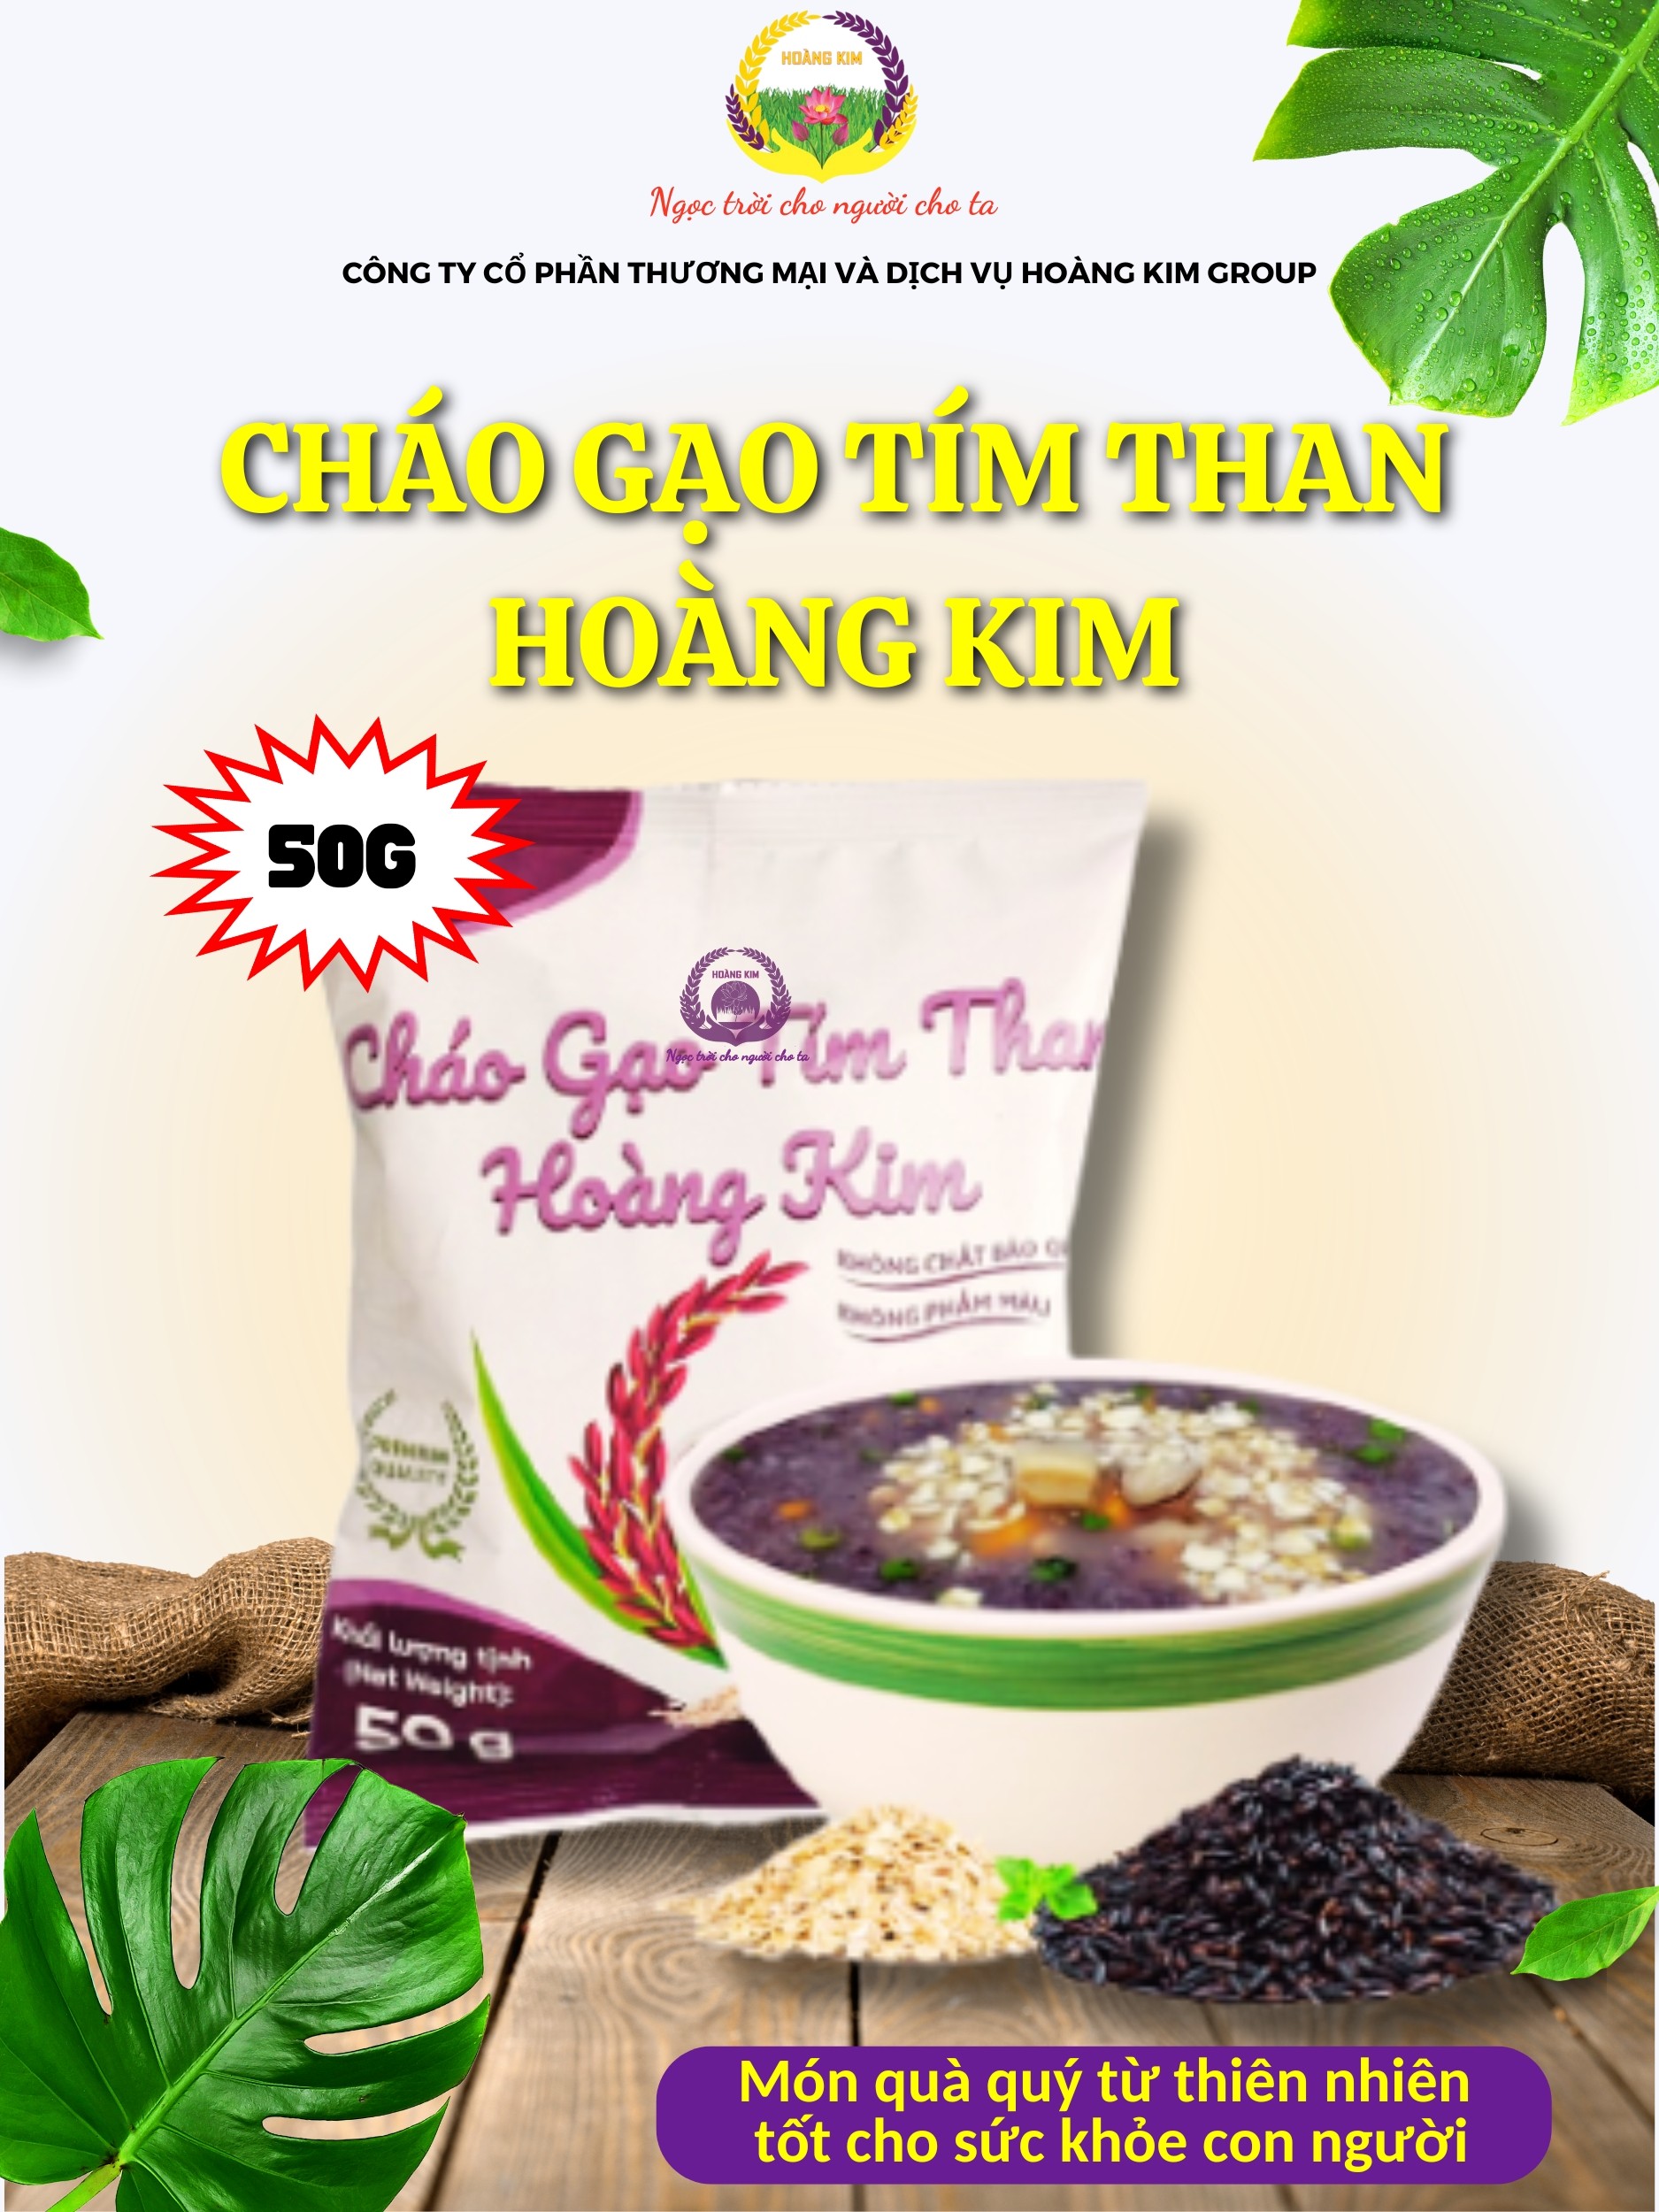 HOÀNG KIM
Ngọc trời cho người cho ta
CÔNG TY CỔ PHẦN THƯƠNG MẠI VÀ DỊCH VỤ HOÀNG KIM GROUP
CHÁO GẠO TÍM THAN
HOÀNG KIM
50G
HOÀNG KIM
Ngọc trời cho người cho ta
Cháo Gạo Tím Than
Hoàng Kim
KHÔNG CHẤT BẢO
KHÔNG PHẨM MÀU
PREMIUM
QUALITY
Khối lượng tịnh
(Net Weight):
50 g
Món quà quý từ thiên nhiên
tốt cho sức khỏe con người